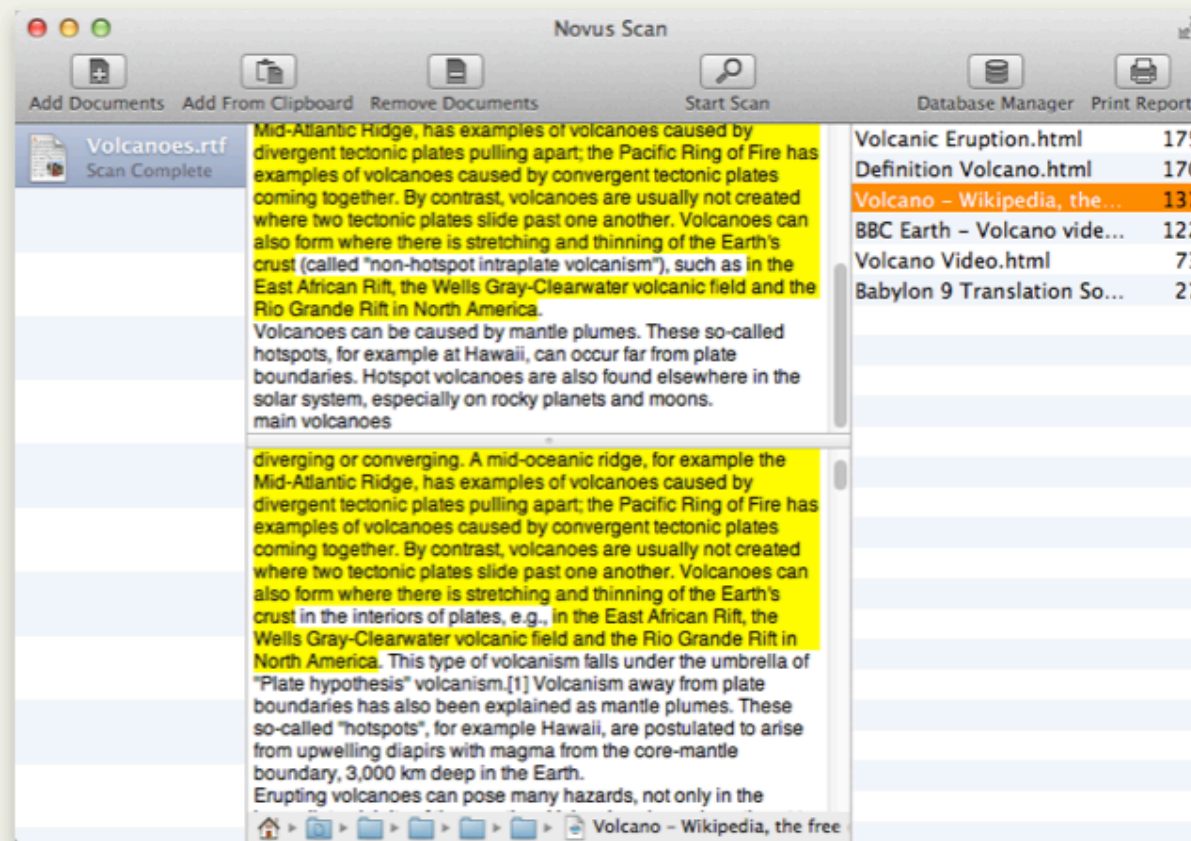 Novus Scan
Add Documents Add From Clipboard Remove Documents Start Scan Database Manager Print Report
Volcanoes.rtf
Scan Complete
Mid-Atlantic Ridge, has examples of volcanoes caused by
divergent tectonic plates pulling apart; the Pacific Ring of Fire has
examples of volcanoes caused by convergent tectonic plates
coming together. By contrast, volcanoes are usually not created
where two tectonic plates slide past one another. Volcanoes can
also form where there is stretching and thinning of the Earth's
crust (called "non-hotspot intraplate volcanism"), such as in the
East African Rift, the Wells Gray-Clearwater volcanic field and the
Rio Grande Rift in North America.
Volcanoes can be caused by mantle plumes. These so-called
hotspots, for example at Hawaii, can occur far from plate
boundaries. Hotspot volcanoes are also found elsewhere in the
solar system, especially on rocky planets and moons.
main volcanoes
diverging or converging. A mid-oceanic ridge, for example the
Mid-Atlantic Ridge, has examples of volcanoes caused by
divergent tectonic plates pulling apart; the Pacific Ring of Fire has
examples of volcanoes caused by convergent tectonic plates
coming together. By contrast, volcanoes are usually not created
where two tectonic plates slide past one another. Volcanoes can
also form where there is stretching and thinning of the Earth's
crust in the interiors of plates, e.g., in the East African Rift, the
Wells Gray-Clearwater volcanic field and the Rio Grande Rift in
North America. This type of volcanism falls under the umbrella of
"Plate hypothesis" volcanism.[1] Volcanism away from plate
boundaries has also been explained as mantle plumes. These
so-called "hotspots", for example Hawaii, are postulated to arise
from upwelling diapirs with magma from the core-mantle
boundary, 3,000 km deep in the Earth.
Erupting volcanoes can pose many hazards, not only in the
Volcano – Wikipedia, the free
Volcanic Eruption.html
Definition Volcano.html
Volcano – Wikipedia, the...
BBC Earth – Volcano vide...
Volcano Video.html
Babylon 9 Translation So...